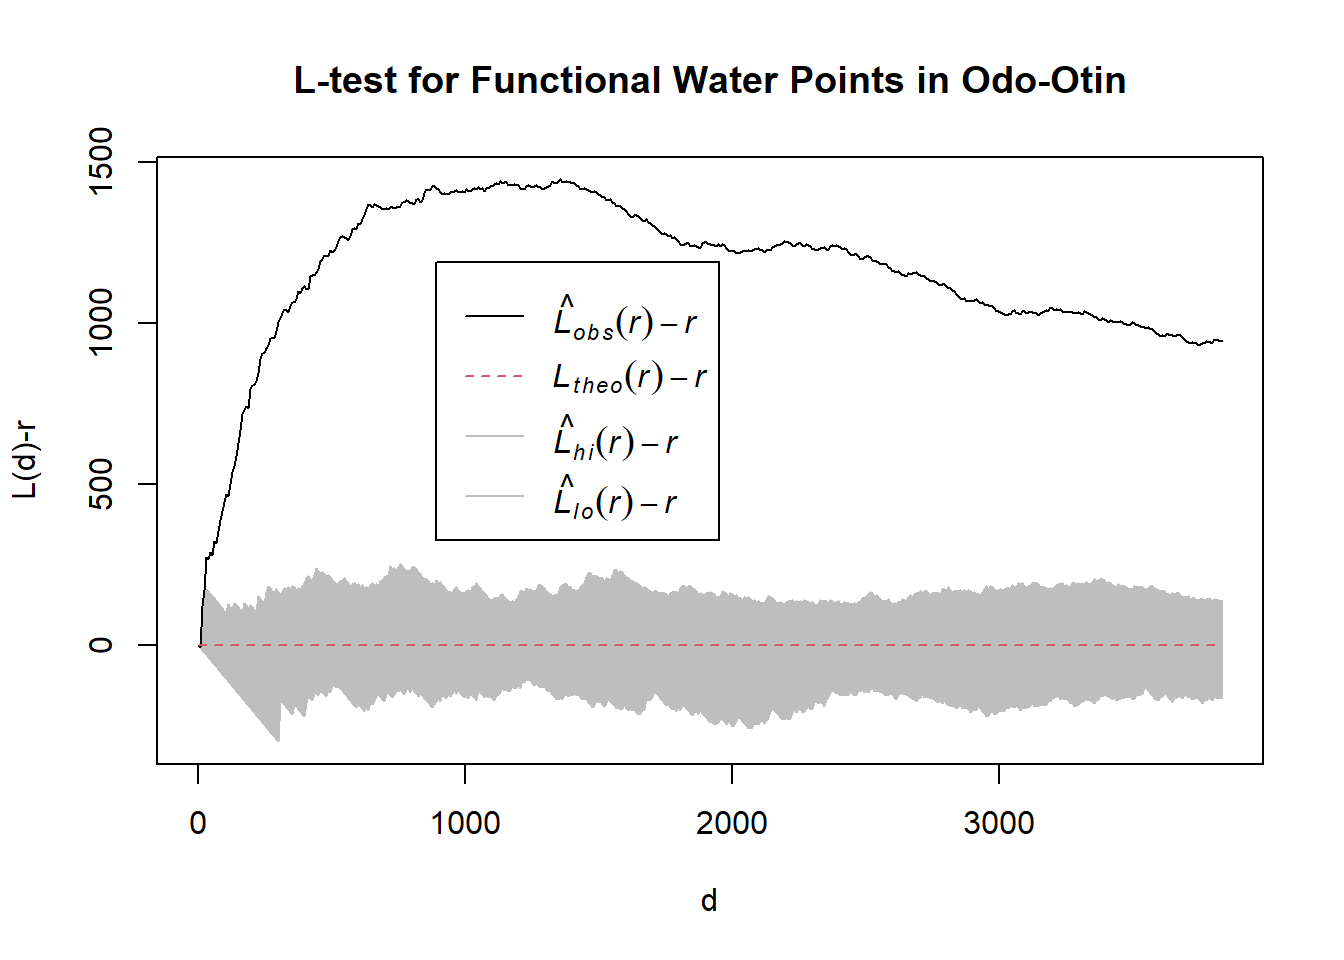 L-test for Functional Water Points in Odo-Otin
L(d)-r
1500
1000
500
0
L̂obs(r) − r
Ltheo(r) − r
L̂hi(r) − r
L̂lo(r) − r
0 1000 2000 3000
d